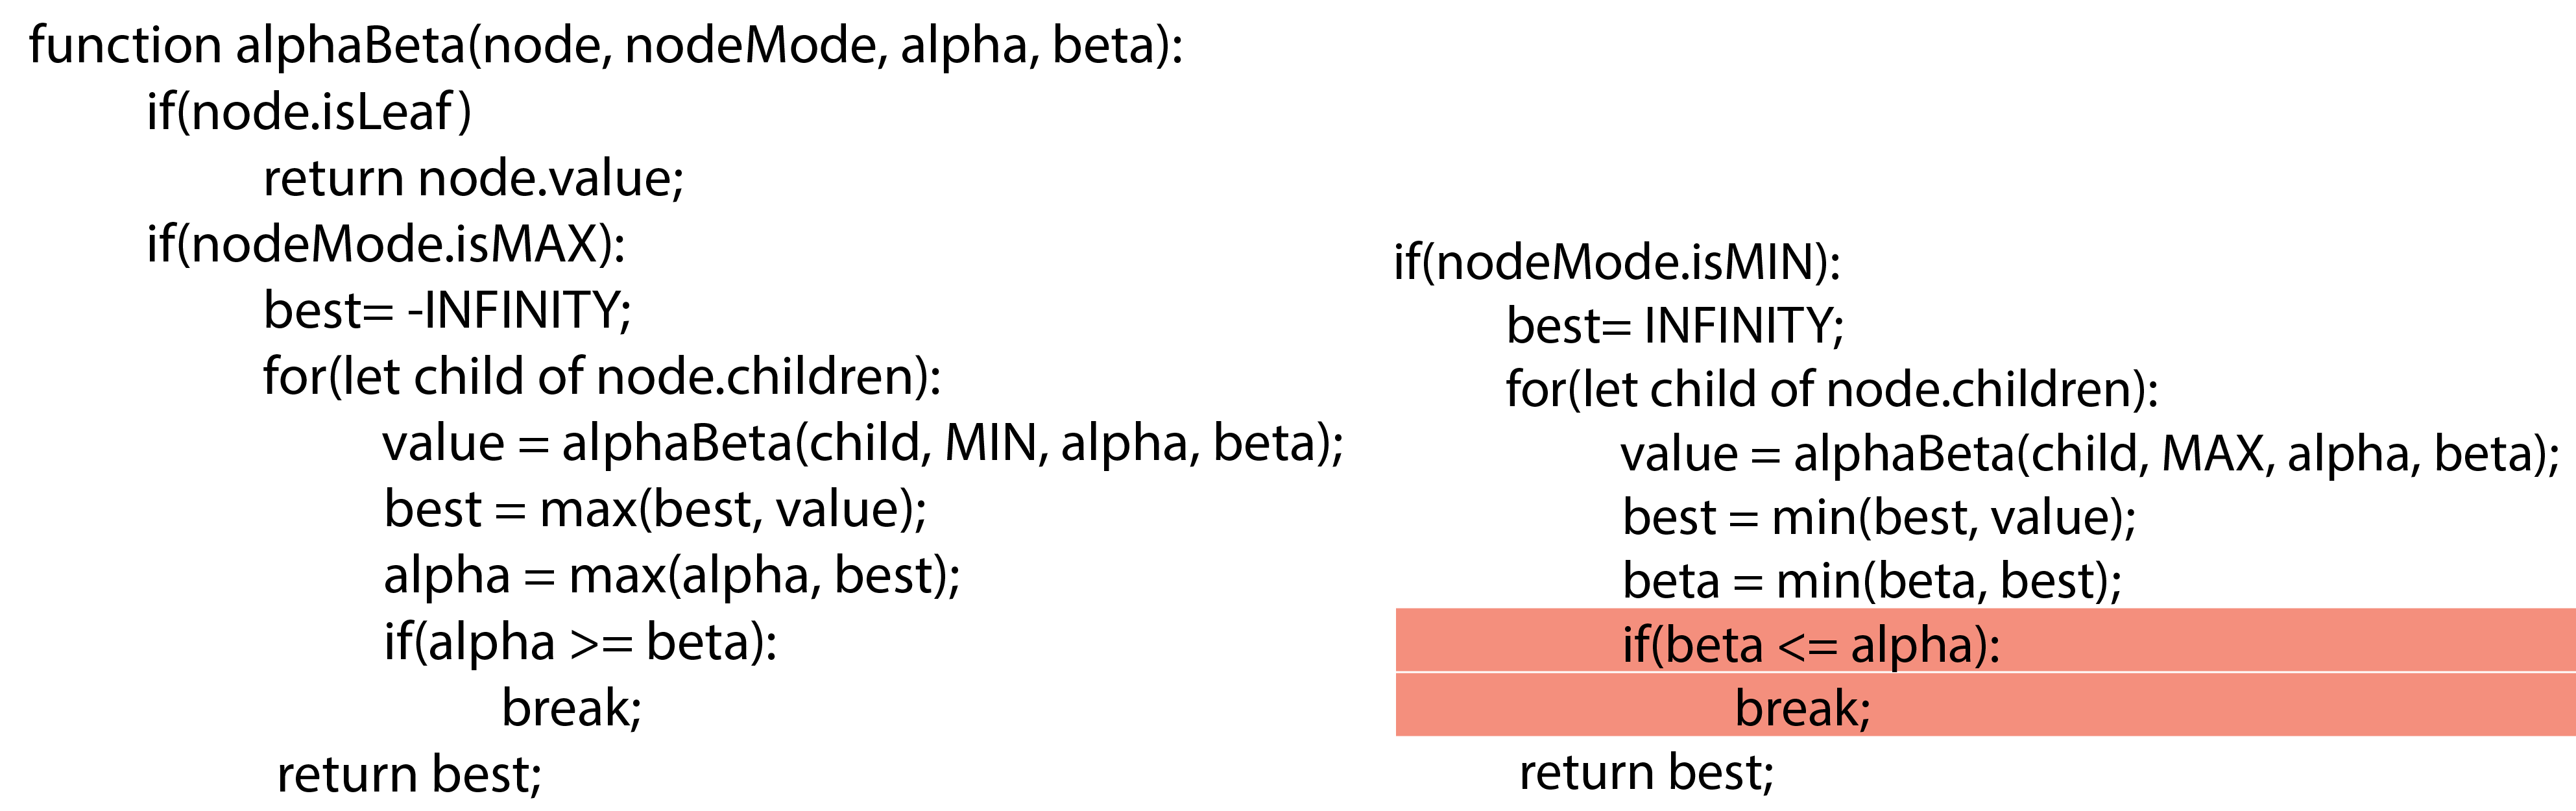 function alphaBeta(node, nodeMode, alpha, beta):
if(node.isLeaf)
return node.value;
if(nodeMode.isMAX):
best= -INFINITY;
for(let child of node.children):
value = alphaBeta(child, MIN, alpha, beta);
best = max(best, value);
alpha = max(alpha, best);
if(alpha >= beta):
break;
return best;
if(nodeMode.isMIN):
best= INFINITY;
for(let child of node.children):
value = alphaBeta(child, MAX, alpha, beta);
best = min(best, value);
beta = min(beta, best);
if(beta <= alpha):
break;
return best;